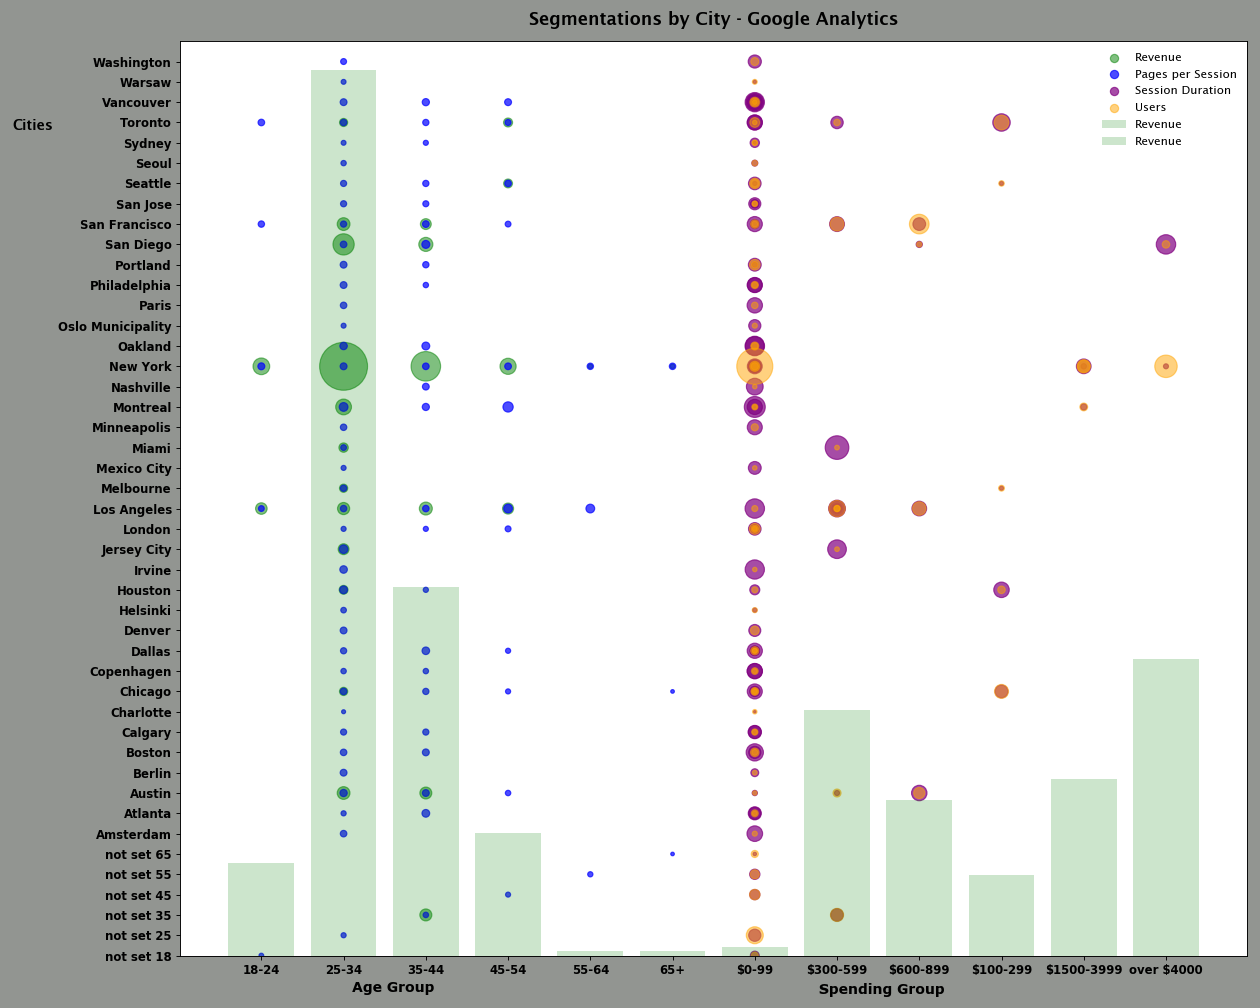 Segmentations by City - Google Analytics
Cities
Washington
Warsaw
Vancouver
Toronto
Sydney
Seoul
Seattle
San Jose
San Francisco
San Diego
Portland
Philadelphia
Paris
Oslo Municipality
Oakland
New York
Nashville
Montreal
Minneapolis
Miami
Mexico City
Melbourne
Los Angeles
London
Jersey City
Irvine
Houston
Helsinki
Denver
Dallas
Copenhagen
Chicago
Charlotte
Calgary
Boston
Berlin
Austin
Atlanta
Amsterdam
not set 65
not set 55
not set 45
not set 35
not set 25
not set 18
Revenue
Pages per Session
Session Duration
Users
Revenue
Revenue
18-24 25-34 35-44 45-54 55-64 65+ $0-99 $300-599 $600-899 $100-299 $1500-3999 over $4000
Age Group Spending Group